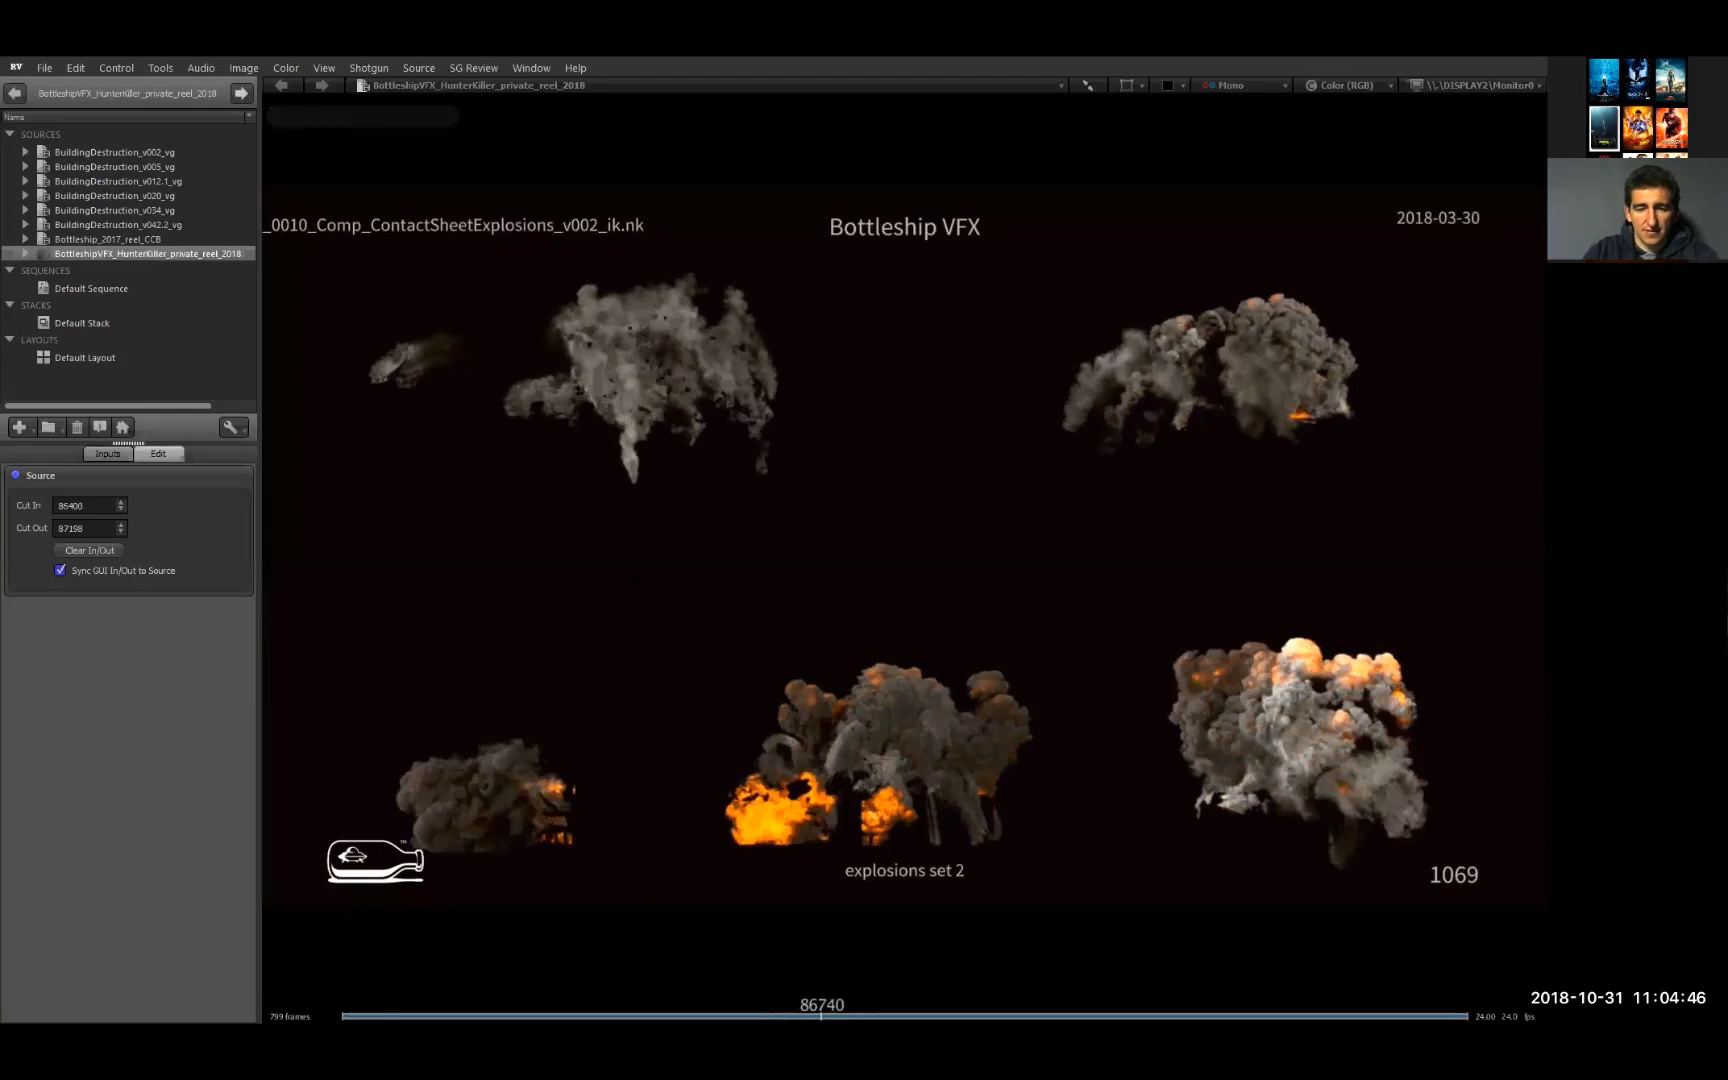 RV File Edit Control Tools Audio Image Color View Shotgun Source SG Review Window Help
BottleshipVFX_HunterKiller_private_reel_2018
BottleshipVFX_HunterKiller_private_reel_2018
Mono
Color (RGB)
\\.\DISPLAY2\Monitor0
Name
SOURCES
BuildingDestruction_v002_vg
BuildingDestruction_v005_vg
BuildingDestruction_v012.1_vg
BuildingDestruction_v020_vg
BuildingDestruction_v034_vg
BuildingDestruction_v042.2_vg
Bottleship_2017_reel_CCB
BottleshipVFX_HunterKiller_private_reel_2018
SEQUENCES
Default Sequence
STACKS
Default Stack
LAYOUTS
Default Layout
Inputs Edit
Source
Cut In 86400
Cut Out 87198
Clear In/Out
Sync GUI In/Out to Source
_0010_Comp_ContactSheetExplosions_v002_ik.nk
Bottleship VFX
2018-03-30
explosions set 2
1069
86740
799 frames
24.00 24.0 fps
2018-10-31 11:04:46